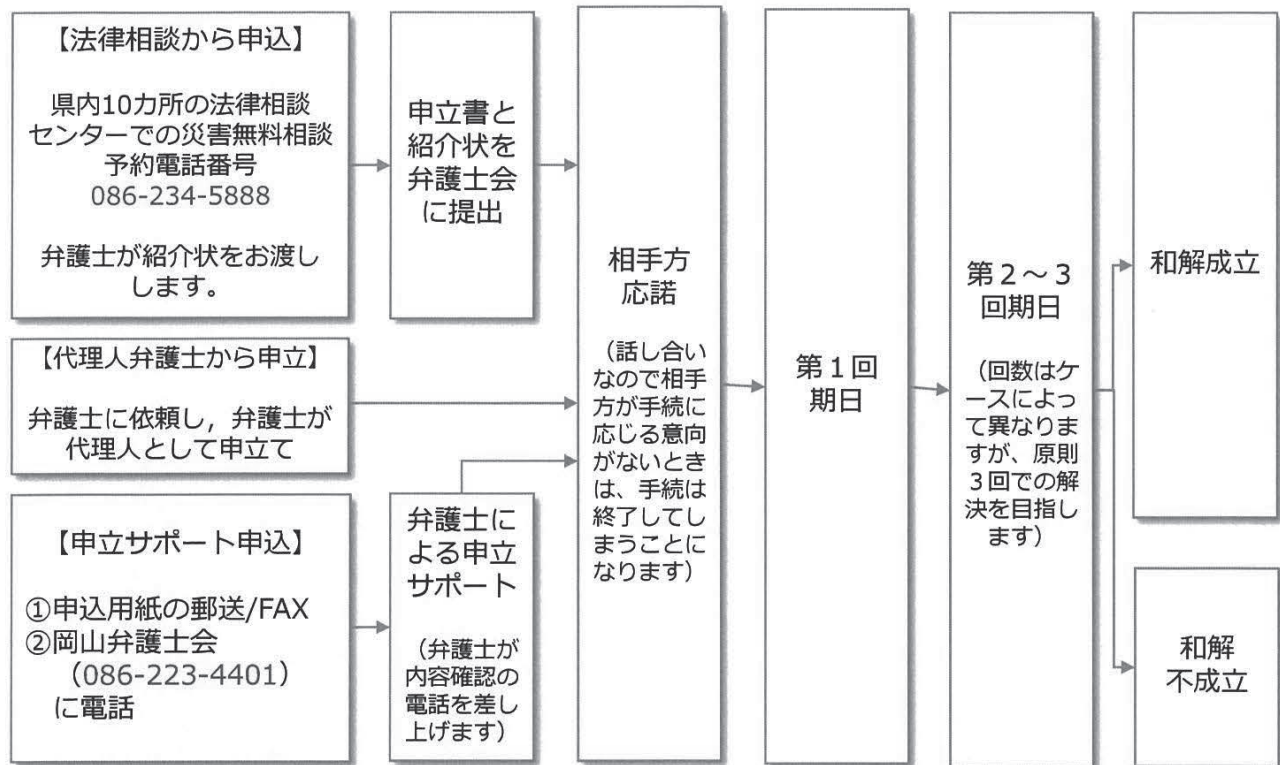 【法律相談から申込】
県内10カ所の法律相談
センターでの災害無料相談
予約電話番号
086-234-5888
弁護士が紹介状をお渡し
します。
申立書と
紹介状を
弁護士会
に提出
【代理人弁護士から申立】
弁護士に依頼し，弁護士が
代理人として申立て
【申立サポート申込】
①申込用紙の郵送/FAX
②岡山弁護士会
（086-223-4401）
に電話
弁護士に
よる申立
サポート
（弁護士が
内容確認の
電話を差し
上げます）
相手方
応諾
（話し合い
なので相手
方が手続に
応じる意向
がないとき
は、手続は
終了してし
まうことに
なります）
第１回
期日
第２～３
回期日
（回数はケ
ースによっ
て異なりま
すが、原則
３回での解
決を目指し
ます）
和解成立
和解
不成立